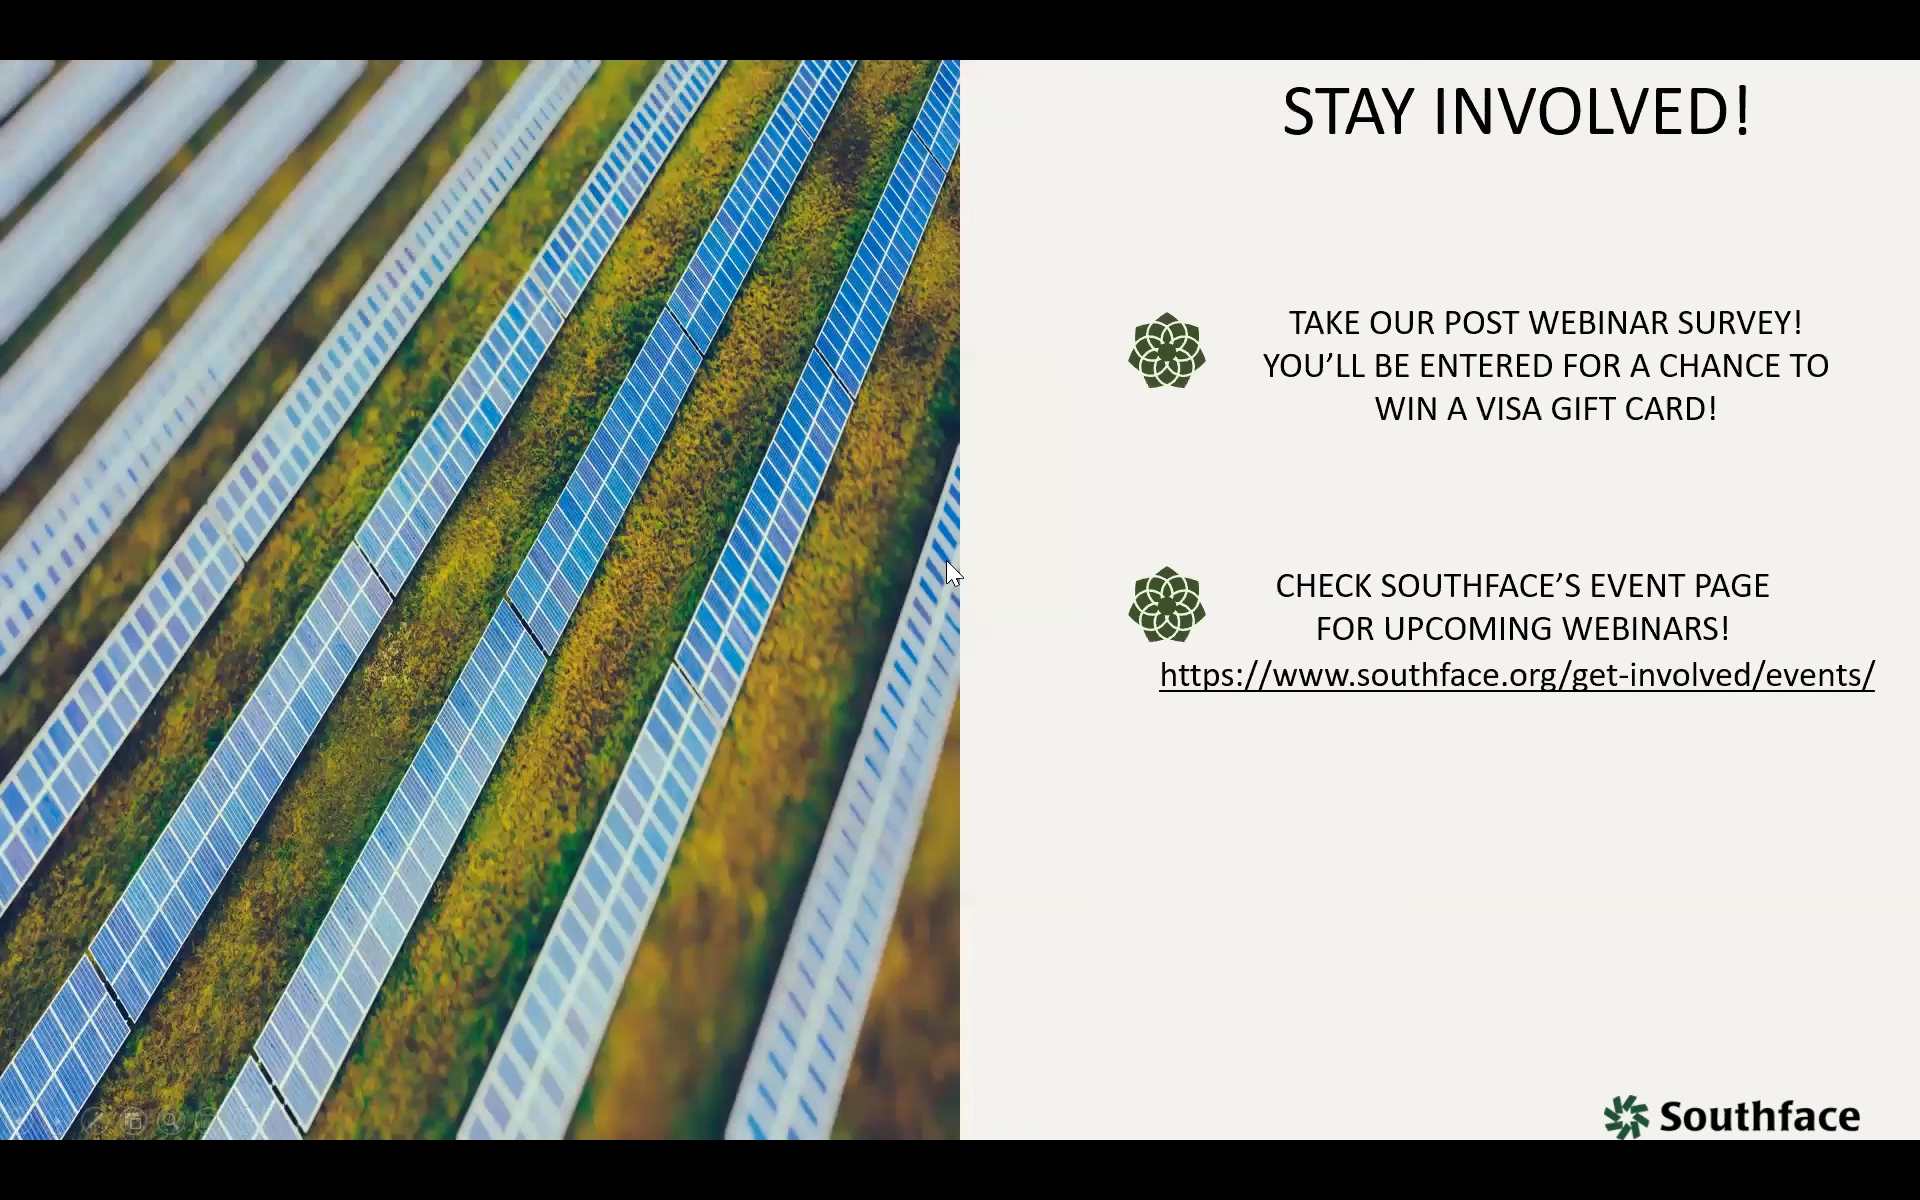 STAY INVOLVED!
TAKE OUR POST WEBINAR SURVEY!
YOU’LL BE ENTERED FOR A CHANCE TO
WIN A VISA GIFT CARD!
CHECK SOUTHFACE’S EVENT PAGE
FOR UPCOMING WEBINARS!
https://www.southface.org/get-involved/events/
Southface